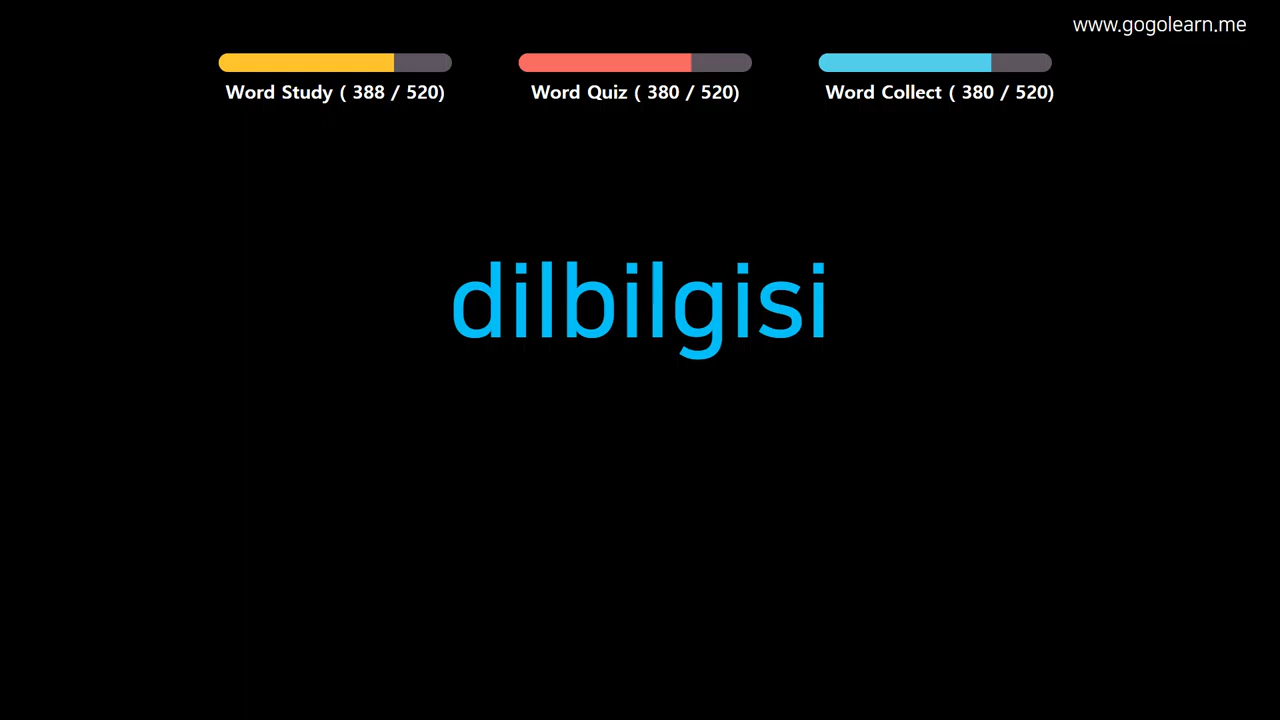 www.gogolearn.me
Word Study ( 388 / 520)
Word Quiz ( 380 / 520)
Word Collect ( 380 / 520)
dilbilgisi